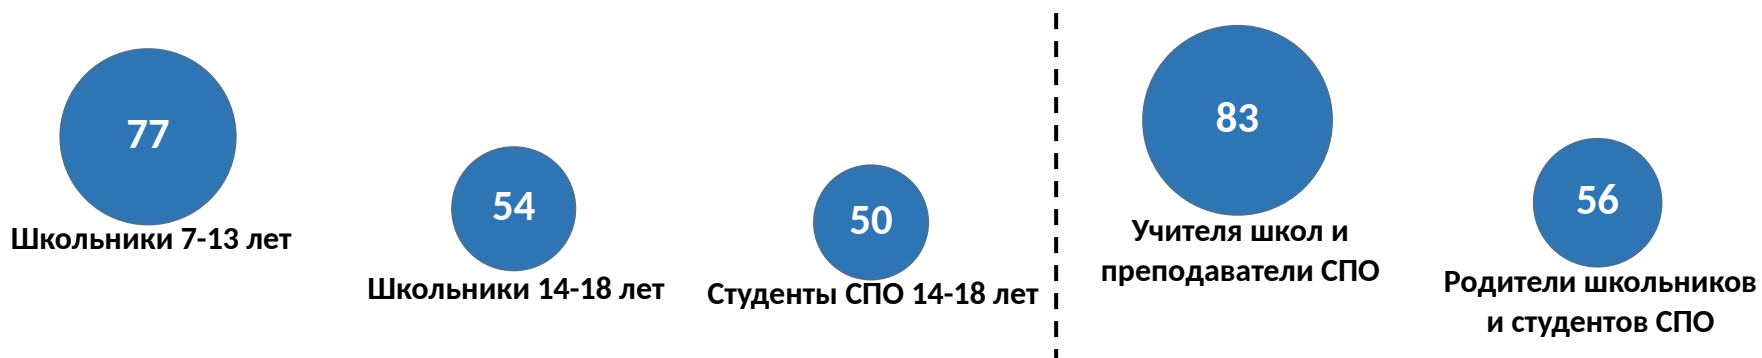 77
Школьники 7-13 лет
54
Школьники 14-18 лет
50
Студенты СПО 14-18 лет
83
Учителя школ и
преподаватели СПО
56
Родители школьников
и студентов СПО